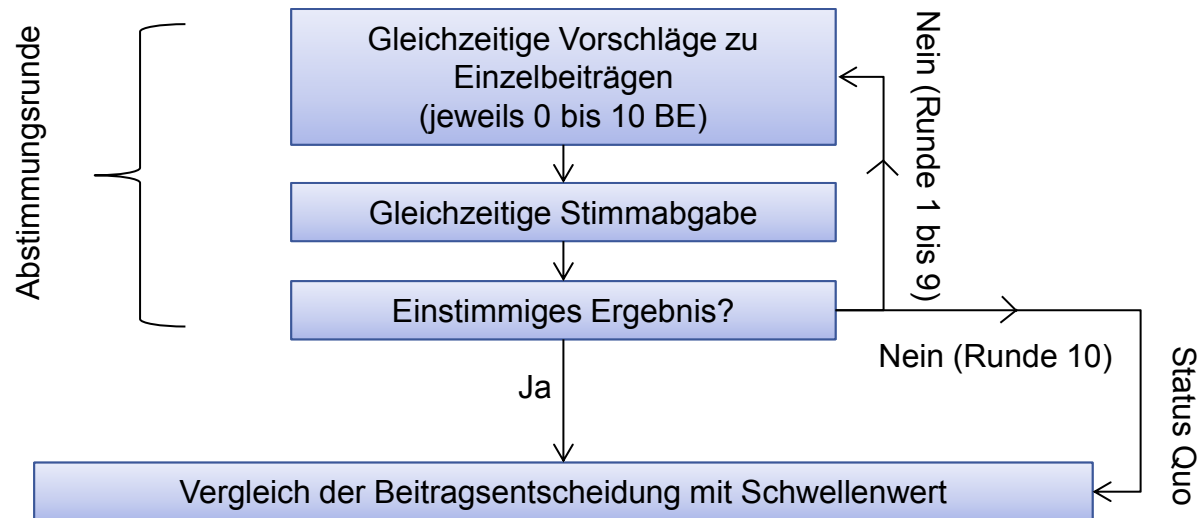 Abstimmungsrunde
Gleichzeitige Vorschläge zu
Einzelbeiträgen
(jeweils 0 bis 10 BE)
Gleichzeitige Stimmabgabe
Einstimmiges Ergebnis?
Nein (Runde 1 bis 9)
Nein (Runde 10)
Status Quo
Ja
Vergleich der Beitragsentscheidung mit Schwellenwert